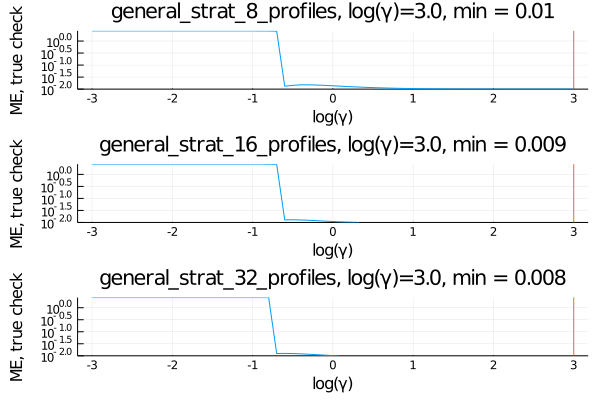 general_strat_8_profiles, log(γ)=3.0, min = 0.01
ME, true check
10^0.0
10^-0.5
10^-1.0
10^-1.5
10^-2.0
-3 -2 -1 0 1 2 3
log(γ)
general_strat_16_profiles, log(γ)=3.0, min = 0.009
ME, true check
10^0.0
10^-0.5
10^-1.0
10^-1.5
10^-2.0
-3 -2 -1 0 1 2 3
log(γ)
general_strat_32_profiles, log(γ)=3.0, min = 0.008
ME, true check
10^0.0
10^-0.5
10^-1.0
10^-1.5
10^-2.0
-3 -2 -1 0 1 2 3
log(γ)